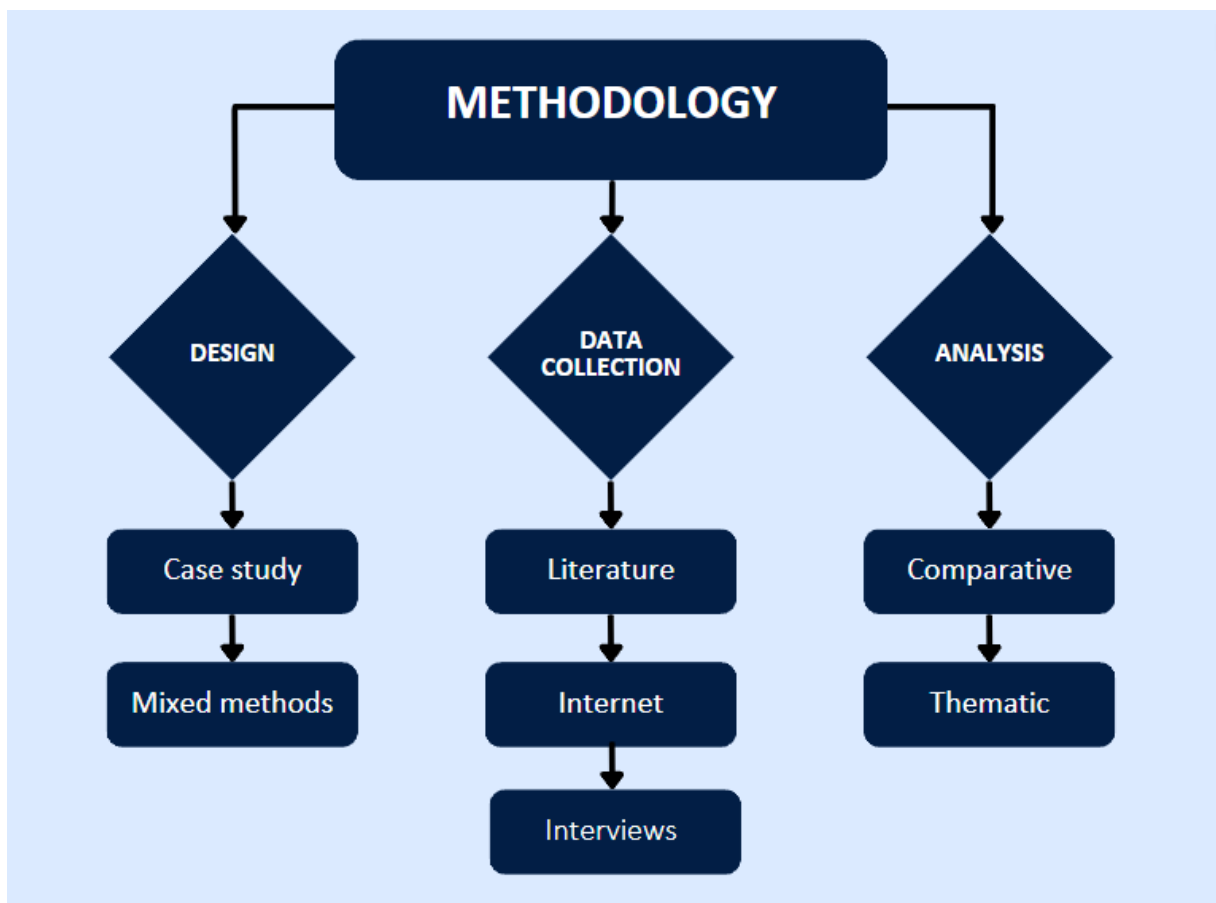 METHODOLOGY
DESIGN
DATA
COLLECTION
ANALYSIS
Case study
Literature
Comparative
Mixed methods
Internet
Thematic
Interviews